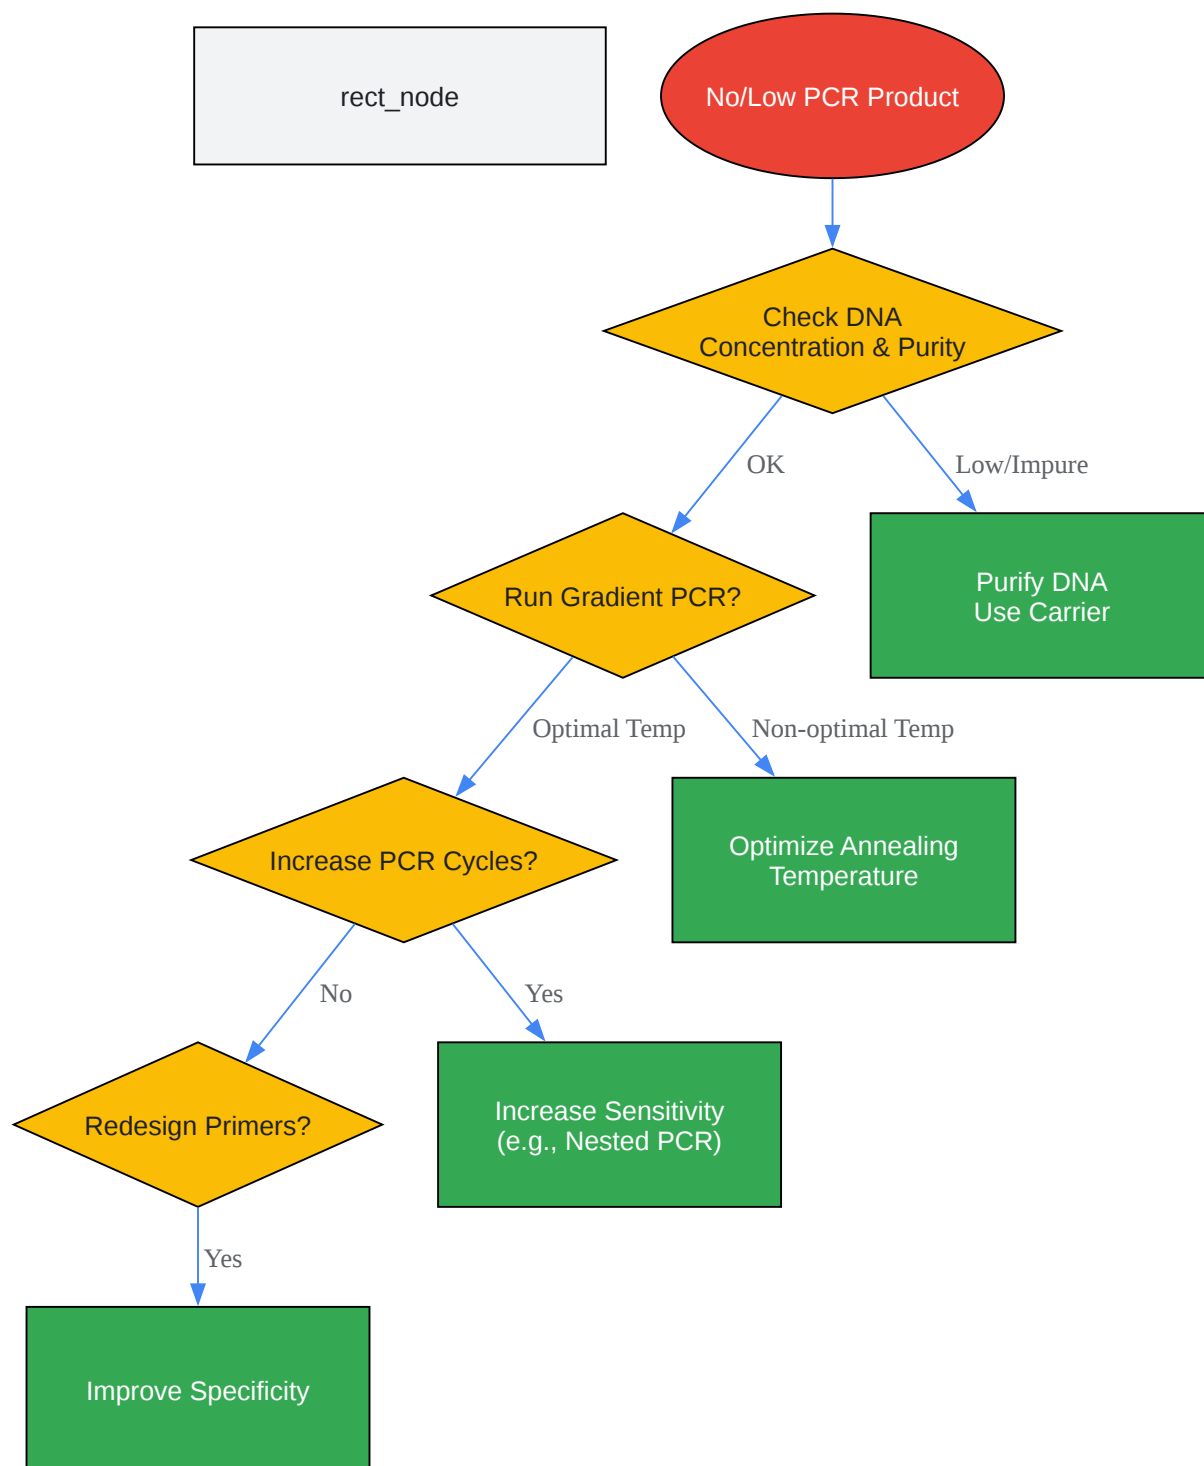 rect_node
No/Low PCR Product
Check DNA
Concentration & Purity
OK
Low/Impure
Run Gradient PCR?
Purify DNA
Use Carrier
Optimal Temp
Non-optimal Temp
Increase PCR Cycles?
Optimize Annealing
Temperature
No
Yes
Redesign Primers?
Increase Sensitivity
(e.g., Nested PCR)
Yes
Improve Specificity